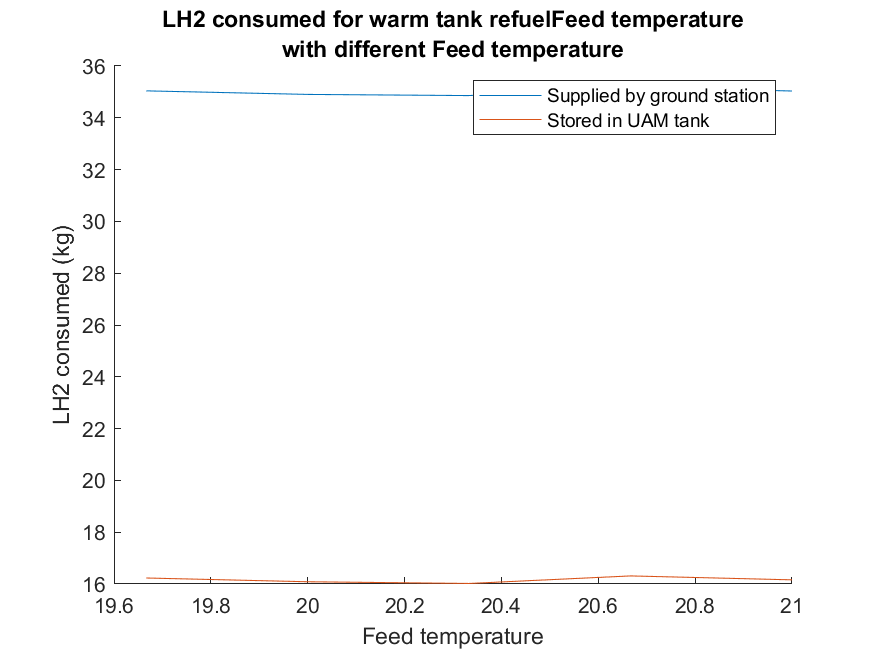 LH2 consumed for warm tank refuelFeed temperature
with different Feed temperature
36
34
32
30
28
26
24
22
20
18
16
LH2 consumed (kg)
Supplied by ground station
Stored in UAM tank
19.6 19.8 20 20.2 20.4 20.6 20.8 21
Feed temperature